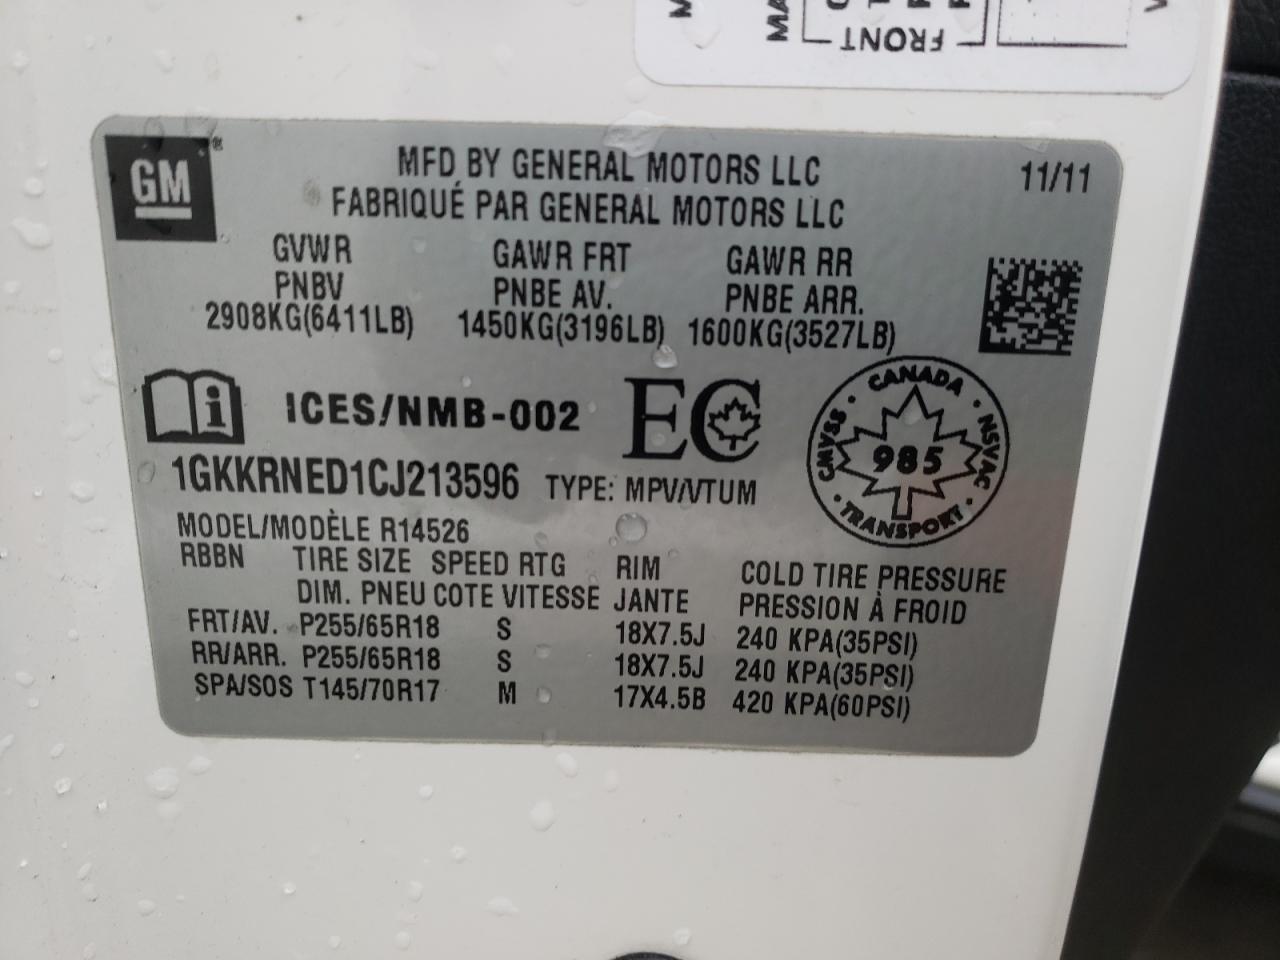 FRONT
GM
MFD BY GENERAL MOTORS LLC 11/11
FABRIQUÉ PAR GENERAL MOTORS LLC
GVWR GAWR FRT GAWR RR
PNBV PNBE AV. PNBE ARR.
2908KG(6411LB) 1450KG(3196LB) 1600KG(3527LB)
ICES/NMB-002 EC
CANADA
CMVSS NSVAC
985
TRANSPORT
1GKKRNED1CJ213596 TYPE: MPV/VTUM
MODEL/MODÈLE R14526
RBBN TIRE SIZE SPEED RTG RIM COLD TIRE PRESSURE
DIM. PNEU COTE VITESSE JANTE PRESSION À FROID
FRT/AV. P255/65R18 S 18X7.5J 240 KPA(35PSI)
RR/ARR. P255/65R18 S 18X7.5J 240 KPA(35PSI)
SPA/SOS T145/70R17 M 17X4.5B 420 KPA(60PSI)